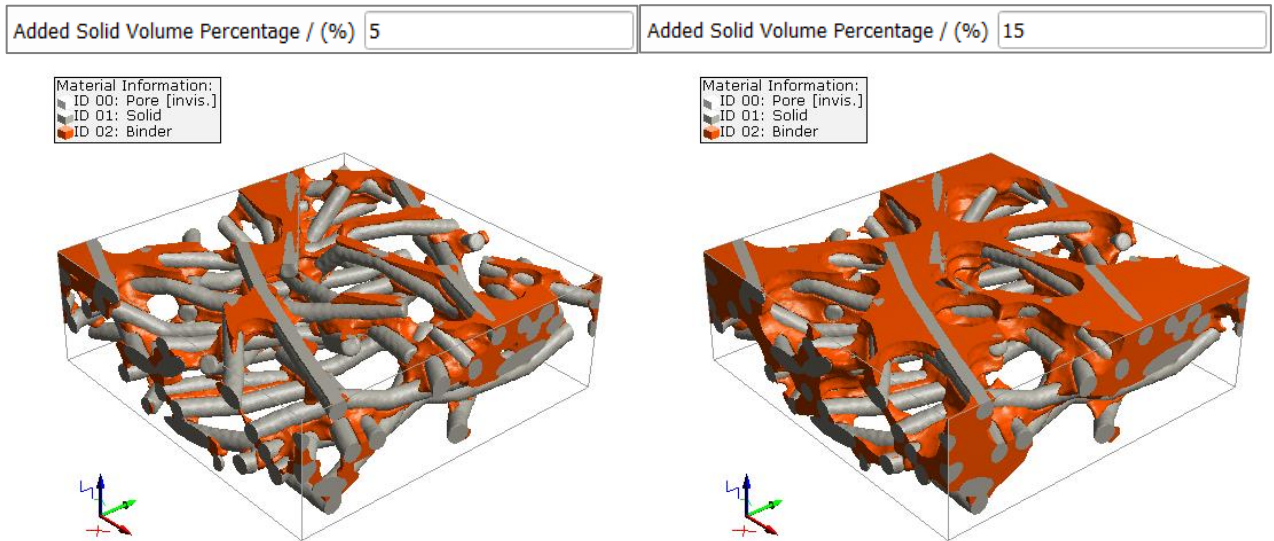 Added Solid Volume Percentage / (%) 5
Added Solid Volume Percentage / (%) 15
Material Information:
ID 00: Pore [invis.]
ID 01: Solid
ID 02: Binder
Material Information:
ID 00: Pore [invis.]
ID 01: Solid
ID 02: Binder